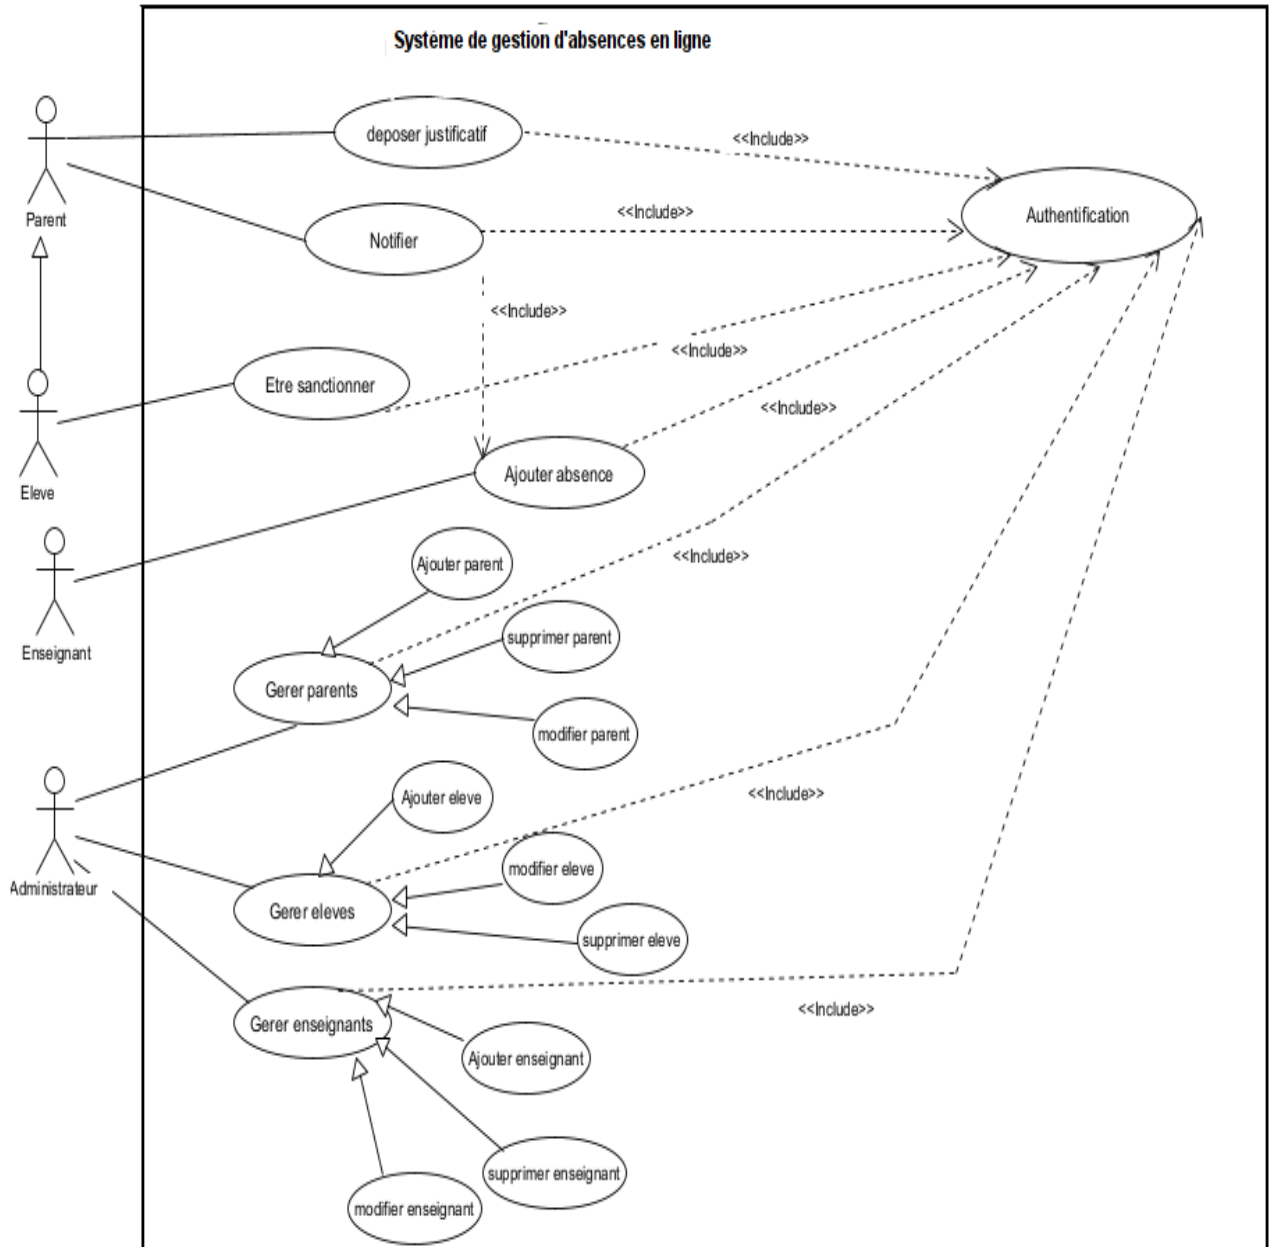 Système de gestion d'absences en ligne
deposer justificatif
<<Include>>
Parent
Notifier
<<Include>>
Authentification
<<Include>>
Etre sanctionner
<<Include>>
Eleve
<<Include>>
Ajouter absence
Enseignant
Ajouter parent
<<Include>>
supprimer parent
Gerer parents
modifier parent
Administrateur
Ajouter eleve
<<Include>>
modifier eleve
Gerer eleves
supprimer eleve
Gerer enseignants
<<Include>>
Ajouter enseignant
supprimer enseignant
modifier enseignant